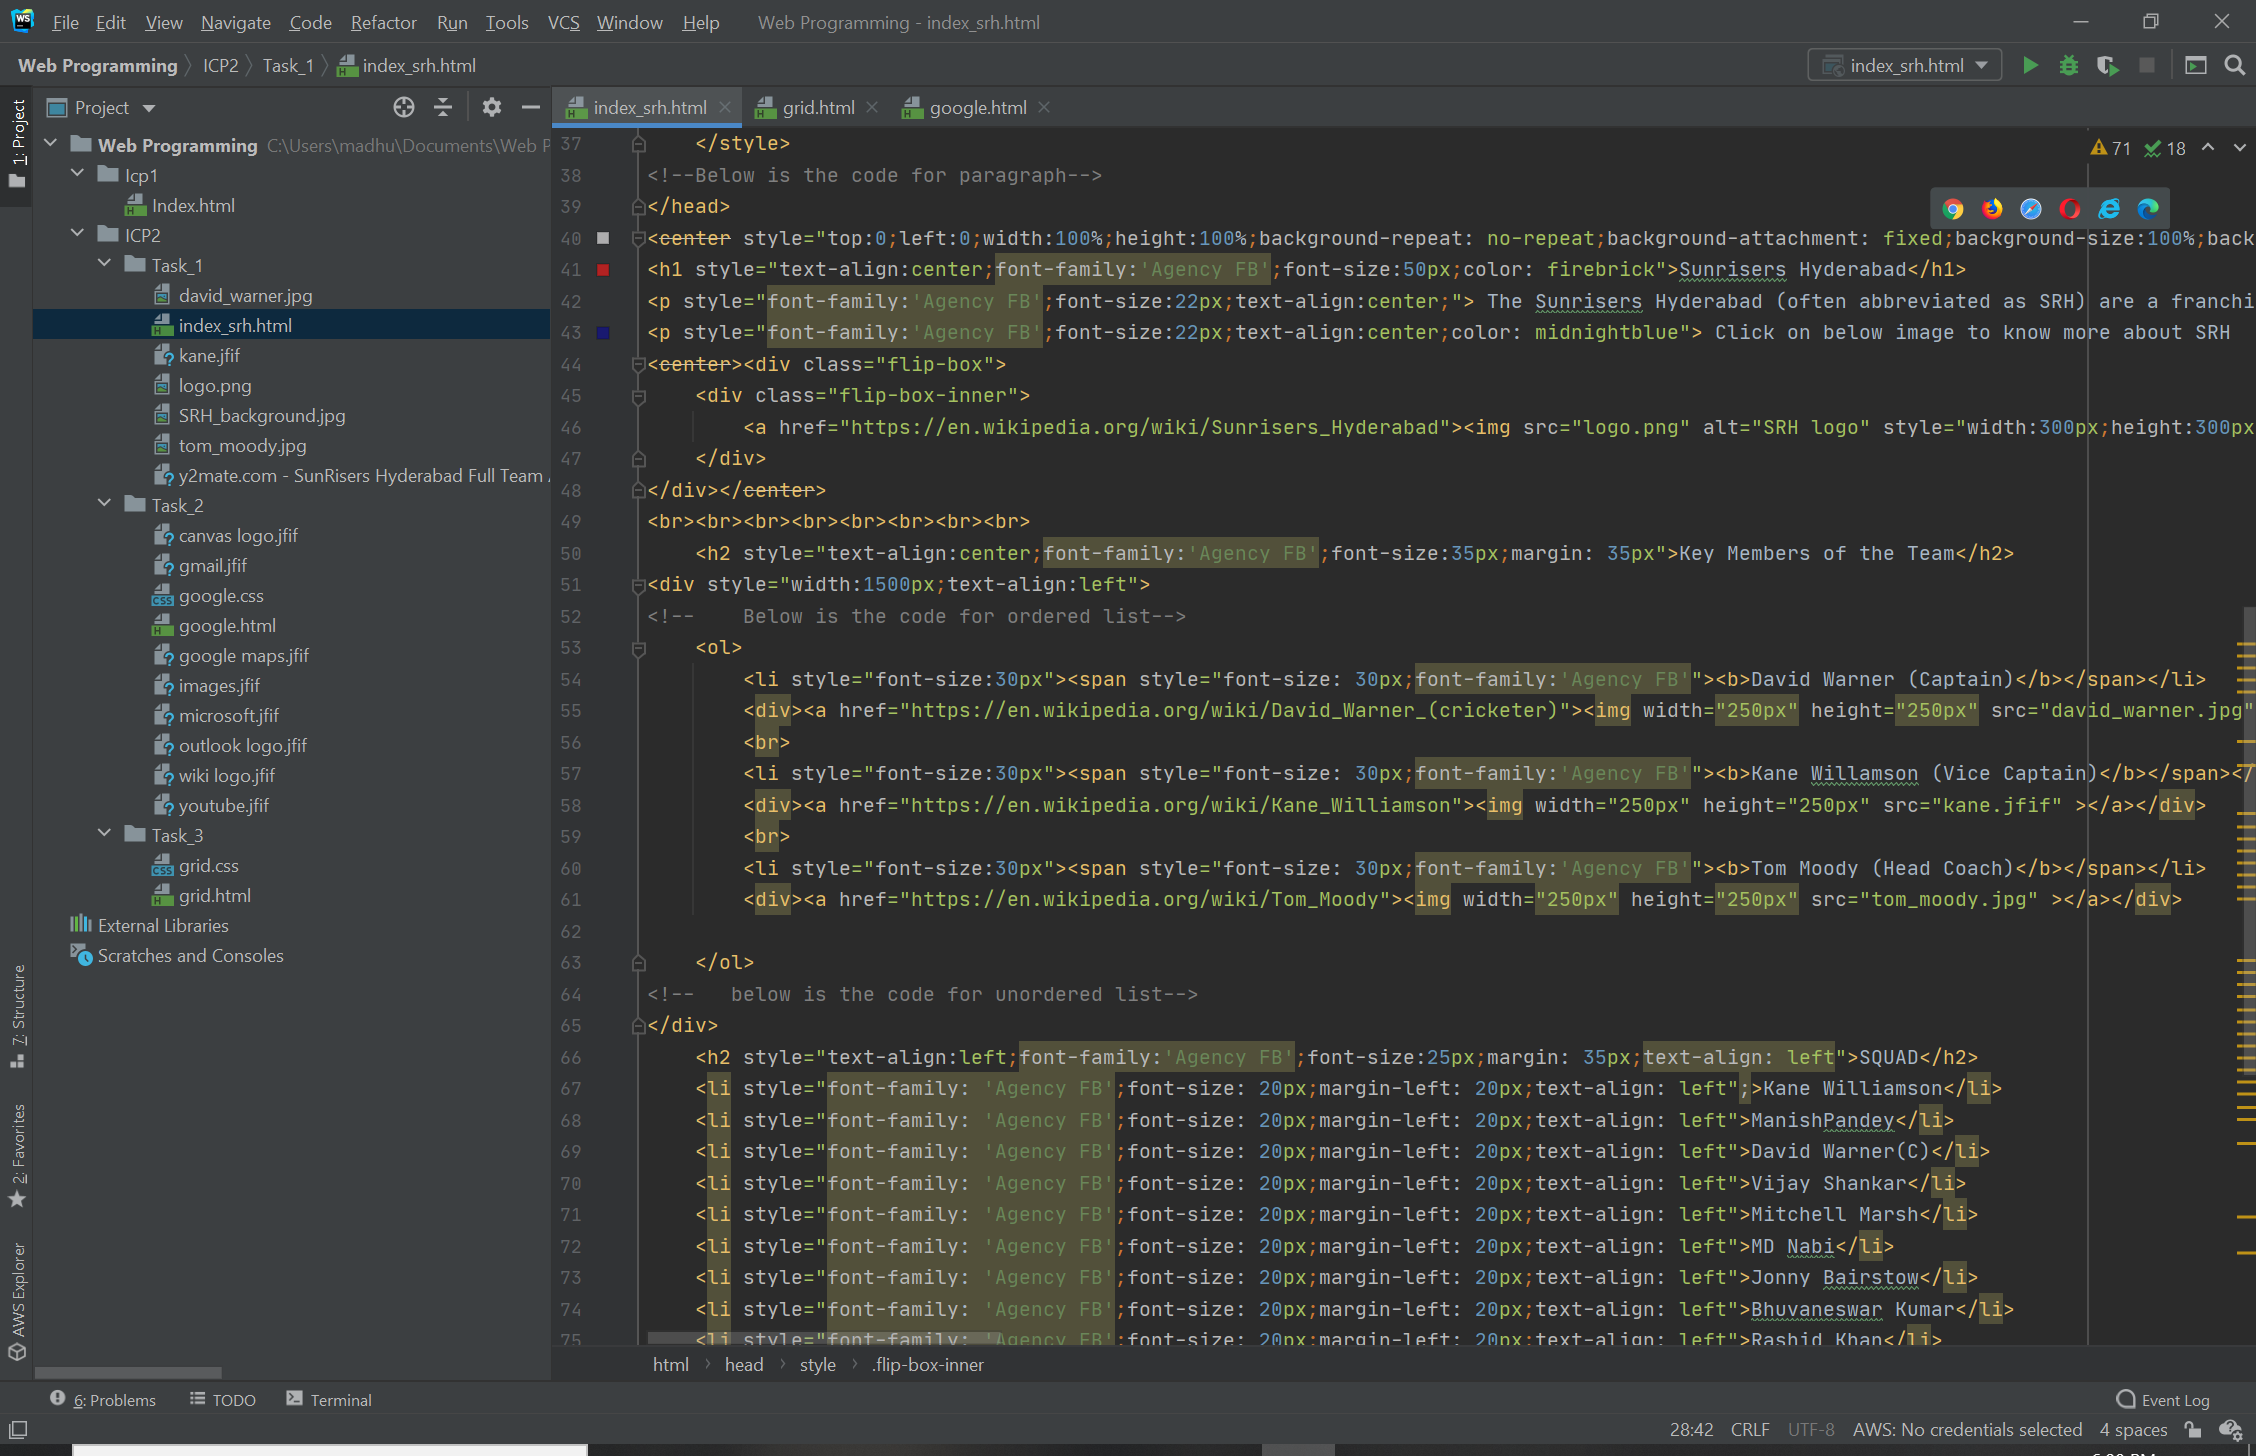 File Edit View Navigate Code Refactor Run Tools VCS Window Help Web Programming - index_srh.html
Web Programming ICP2 Task_1 index_srh.html index_srh.html
Project index_srh.html grid.html google.html
1: Project
Web Programming C:\Users\madhu\Documents\Web P
Icp1
Index.html
ICP2
Task_1
david_warner.jpg
index_srh.html
kane.jfif
logo.png
SRH_background.jpg
tom_moody.jpg
y2mate.com - SunRisers Hyderabad Full Team
Task_2
canvas logo.jfif
gmail.jfif
google.css
google.html
google maps.jfif
images.jfif
microsoft.jfif
outlook logo.jfif
wiki logo.jfif
youtube.jfif
Task_3
grid.css
grid.html
External Libraries
Scratches and Consoles
7: Structure
2: Favorites
AWS Explorer
71 18
37 </style>
38 <!--Below is the code for paragraph-->
39 </head>
40 <center style="top:0;left:0;width:100%;height:100%;background-repeat: no-repeat;background-attachment: fixed;background-size:100%;back
41 <h1 style="text-align:center;font-family:'Agency FB';font-size:50px;color: firebrick">Sunrisers Hyderabad</h1>
42 <p style="font-family:'Agency FB';font-size:22px;text-align:center;"> The Sunrisers Hyderabad (often abbreviated as SRH) are a franchi
43 <p style="font-family:'Agency FB';font-size:22px;text-align:center;color: midnightblue"> Click on below image to know more about SRH
44 <center><div class="flip-box">
45 <div class="flip-box-inner">
46 <a href="https://en.wikipedia.org/wiki/Sunrisers_Hyderabad"><img src="logo.png" alt="SRH logo" style="width:300px;height:300px
47 </div>
48 </div></center>
49 <br><br><br><br><br><br><br><br>
50 <h2 style="text-align:center;font-family:'Agency FB';font-size:35px;margin: 35px">Key Members of the Team</h2>
51 <div style="width:1500px;text-align:left">
52 <!-- Below is the code for ordered list-->
53 <ol>
54 <li style="font-size:30px"><span style="font-size: 30px;font-family:'Agency FB'"><b>David Warner (Captain)</b></span></li>
55 <div><a href="https://en.wikipedia.org/wiki/David_Warner_(cricketer)"><img width="250px" height="250px" src="david_warner.jpg"
56 <br>
57 <li style="font-size:30px"><span style="font-size: 30px;font-family:'Agency FB'"><b>Kane Willamson (Vice Captain)</b></span></
58 <div><a href="https://en.wikipedia.org/wiki/Kane_Williamson"><img width="250px" height="250px" src="kane.jfif" ></a></div>
59 <br>
60 <li style="font-size:30px"><span style="font-size: 30px;font-family:'Agency FB'"><b>Tom Moody (Head Coach)</b></span></li>
61 <div><a href="https://en.wikipedia.org/wiki/Tom_Moody"><img width="250px" height="250px" src="tom_moody.jpg" ></a></div>
62
63 </ol>
64 <!-- below is the code for unordered list-->
65 </div>
66 <h2 style="text-align:left;font-family:'Agency FB';font-size:25px;margin: 35px;text-align: left">SQUAD</h2>
67 <li style="font-family: 'Agency FB';font-size: 20px;margin-left: 20px;text-align: left";>Kane Williamson</li>
68 <li style="font-family: 'Agency FB';font-size: 20px;margin-left: 20px;text-align: left">ManishPandey</li>
69 <li style="font-family: 'Agency FB';font-size: 20px;margin-left: 20px;text-align: left">David Warner(C)</li>
70 <li style="font-family: 'Agency FB';font-size: 20px;margin-left: 20px;text-align: left">Vijay Shankar</li>
71 <li style="font-family: 'Agency FB';font-size: 20px;margin-left: 20px;text-align: left">Mitchell Marsh</li>
72 <li style="font-family: 'Agency FB';font-size: 20px;margin-left: 20px;text-align: left">MD Nabi</li>
73 <li style="font-family: 'Agency FB';font-size: 20px;margin-left: 20px;text-align: left">Jonny Bairstow</li>
74 <li style="font-family: 'Agency FB';font-size: 20px;margin-left: 20px;text-align: left">Bhuvaneswar Kumar</li>
75 <li style="font-family: 'Agency FB';font-size: 20px;margin-left: 20px;text-align: left">Rashid Khan</li>
html head style .flip-box-inner
6: Problems TODO Terminal Event Log
28:42 CRLF UTF-8 AWS: No credentials selected 4 spaces